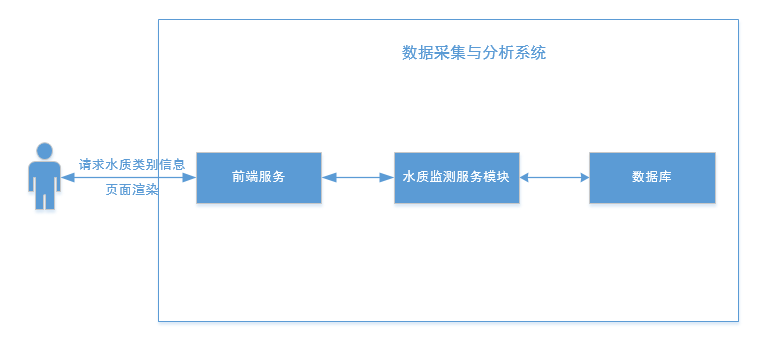 数据采集与分析系统
请求水质类别信息
页面渲染
前端服务
水质监测服务模块
数据库